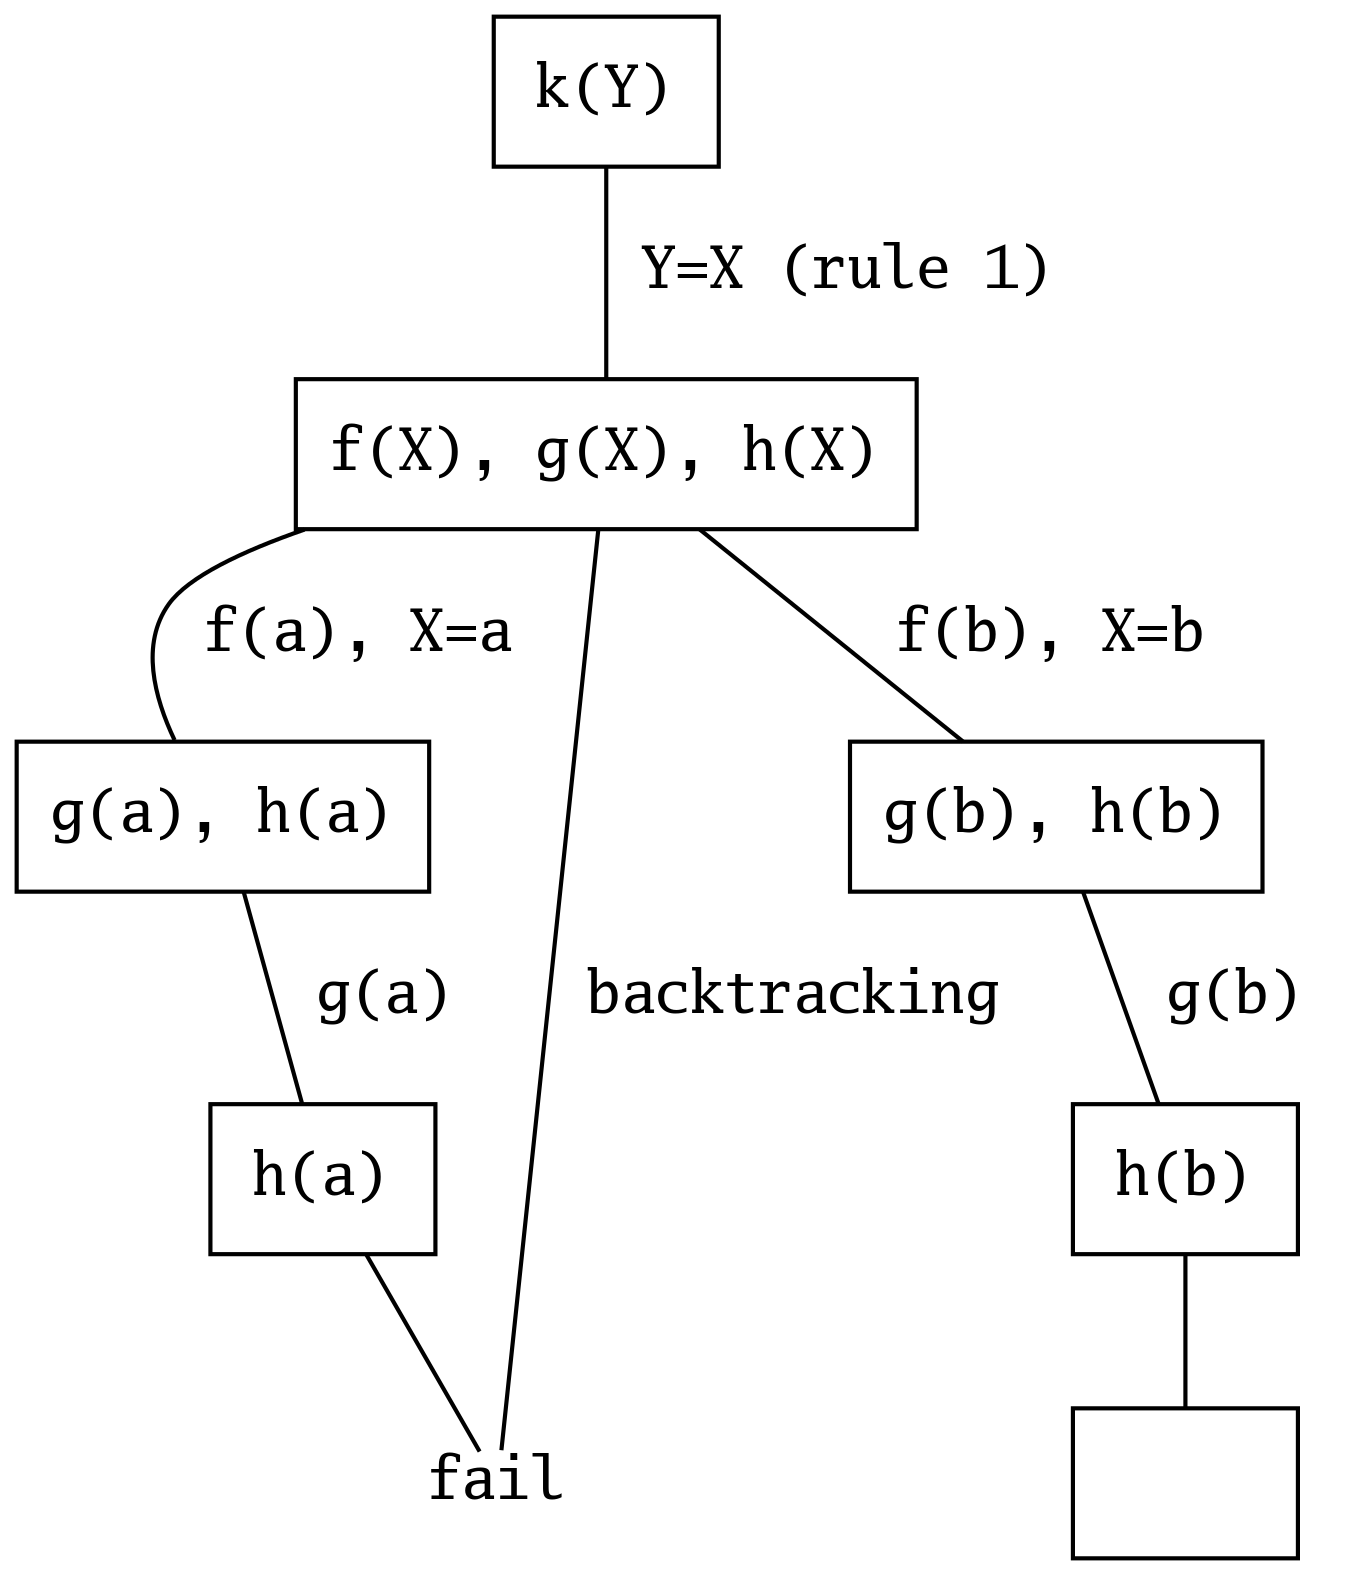 k(Y)
Y=X (rule 1)
f(X), g(X), h(X)
f(a), X=a
f(b), X=b
g(a), h(a)
g(b), h(b)
g(a)
backtracking
g(b)
h(a)
h(b)
fail